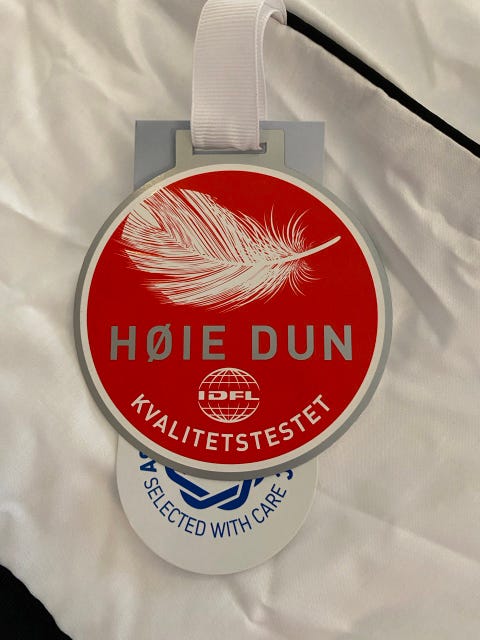 HØIE DUN
IDFL
KVALITETSTESTET
SELECTED WITH CARE